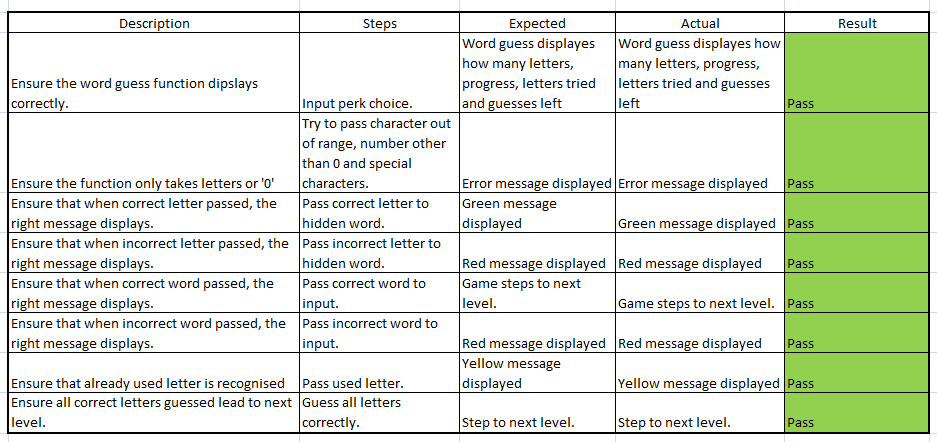 Description Steps Expected Actual Result
Ensure the word guess function dipslays
correctly.
Input perk choice.
Word guess displayes
how many letters,
progress, letters tried
and guesses left
Word guess displayes how
many letters, progress,
letters tried and guesses
left
Pass
Ensure the function only takes letters or '0'
Try to pass character out
of range, number other
than 0 and special
characters.
Error message displayed
Error message displayed
Pass
Ensure that when correct letter passed, the
right message displays.
Pass correct letter to
hidden word.
Green message
displayed
Green message displayed
Pass
Ensure that when incorrect letter passed, the
right message displays.
Pass incorrect letter to
hidden word.
Red message displayed
Red message displayed
Pass
Ensure that when correct word passed, the
right message displays.
Pass correct word to
input.
Game steps to next
level.
Game steps to next level.
Pass
Ensure that when incorrect word passed, the
right message displays.
Pass incorrect word to
input.
Red message displayed
Red message displayed
Pass
Ensure that already used letter is recognised
Pass used letter.
Yellow message
displayed
Yellow message displayed
Pass
Ensure all correct letters guessed lead to next
level.
Guess all letters
correctly.
Step to next level.
Step to next level.
Pass